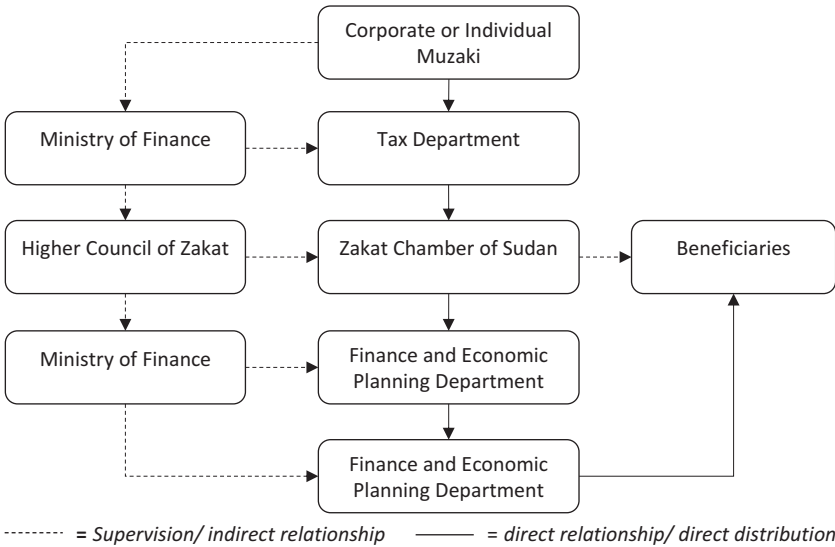 Corporate or Individual
Muzaki
Ministry of Finance
Tax Department
Higher Council of Zakat
Zakat Chamber of Sudan
Beneficiaries
Ministry of Finance
Finance and Economic
Planning Department
Finance and Economic
Planning Department
= Supervision/ indirect relationship
= direct relationship/ direct distribution